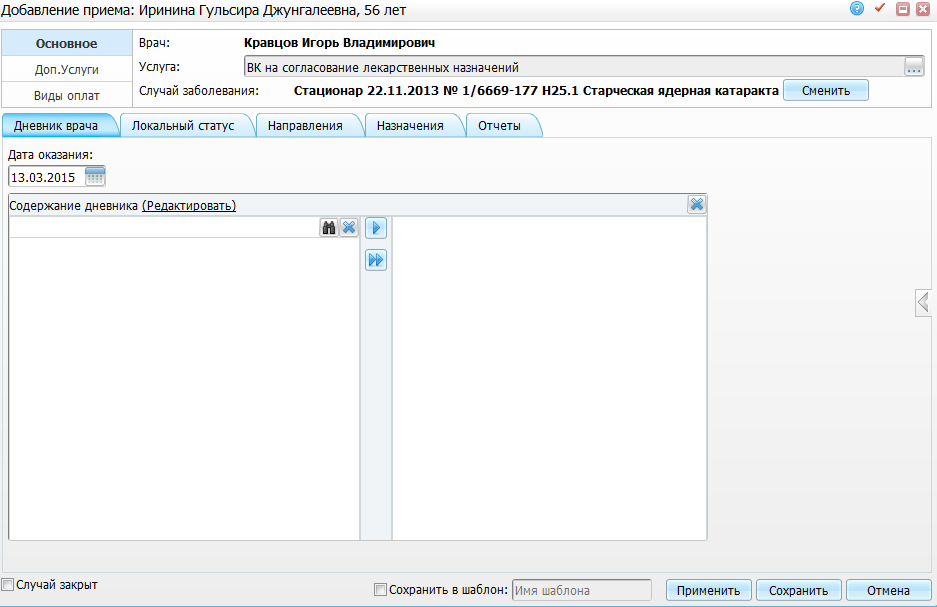 Добавление приема: Иринина Гульсира Джунгалеевна, 56 лет
Основное
Доп.Услуги
Виды оплат
Врач: Кравцов Игорь Владимирович
Услуга: ВК на согласование лекарственных назначений ...
Случай заболевания: Стационар 22.11.2013 № 1/6669-177 H25.1 Старческая ядерная катаракта Сменить
Дневник врача Локальный статус Направления Назначения Отчеты
Дата оказания:
13.03.2015
Содержание дневника (Редактировать)
Случай закрыт
Сохранить в шаблон: Имя шаблона Применить Сохранить Отмена